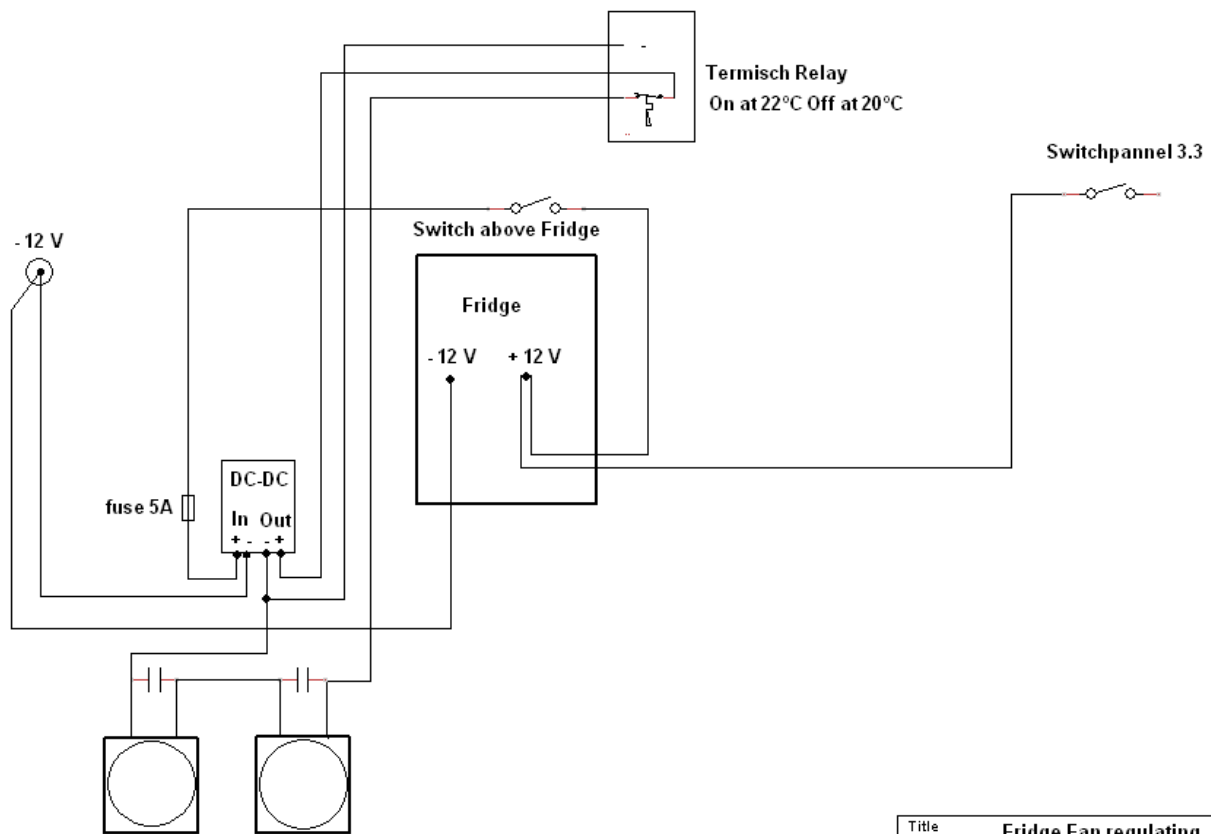 -
Termisch Relay
On at 22°C Off at 20°C
Switchpannel 3.3
Switch above Fridge
- 12 V
Fridge
- 12 V + 12 V
DC-DC
fuse 5A
In Out
+ - - +
Title
Fridge Fan regulating